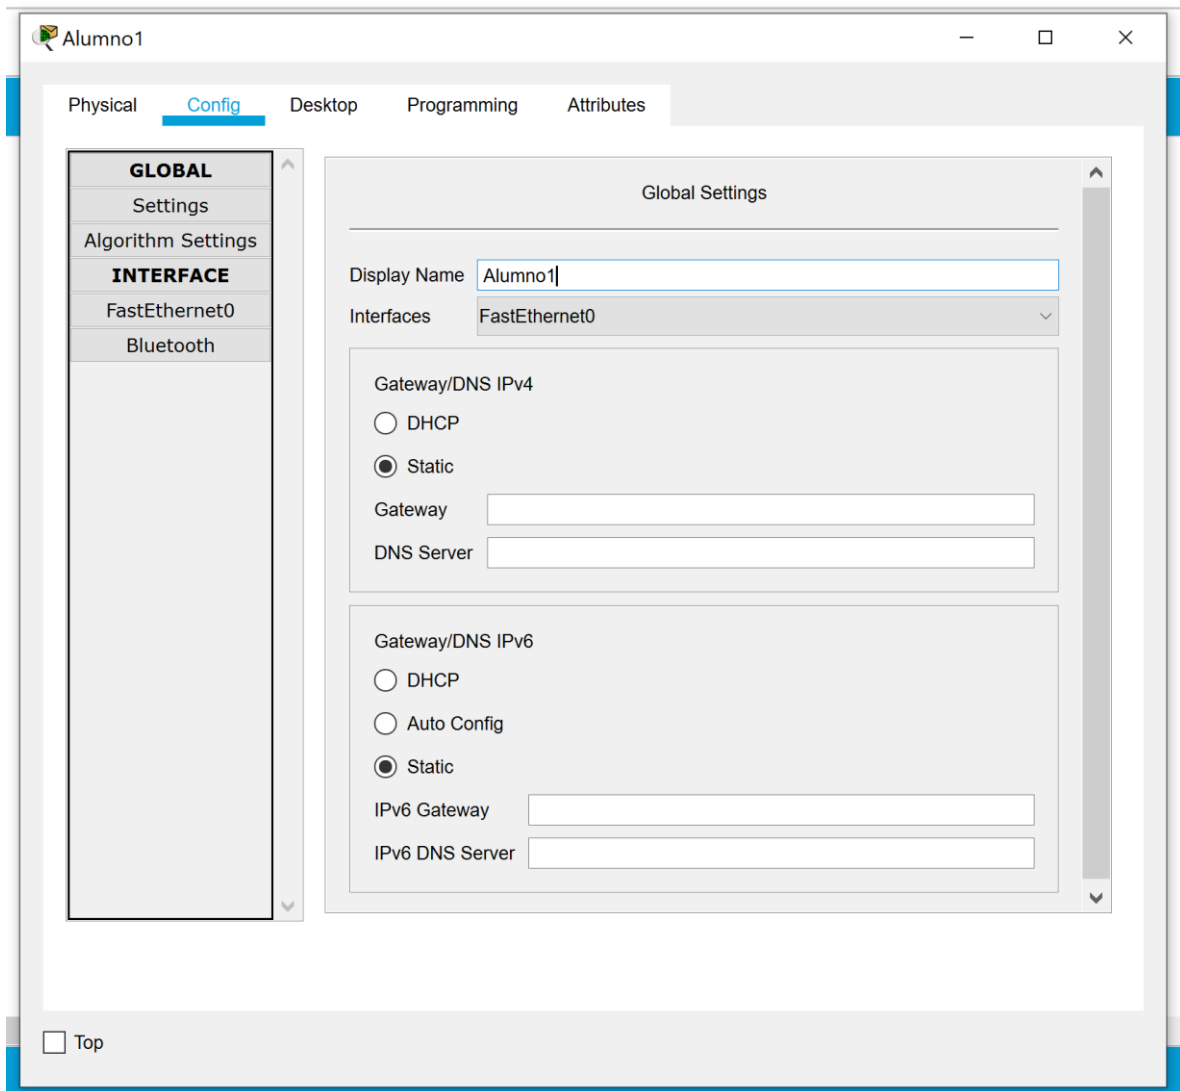 Alumno1
Physical Config Desktop Programming Attributes
GLOBAL
Settings
Algorithm Settings
INTERFACE
FastEthernet0
Bluetooth
Global Settings
Display Name Alumno1
Interfaces FastEthernet0
Gateway/DNS IPv4
DHCP
Static
Gateway
DNS Server
Gateway/DNS IPv6
DHCP
Auto Config
Static
IPv6 Gateway
IPv6 DNS Server
Top